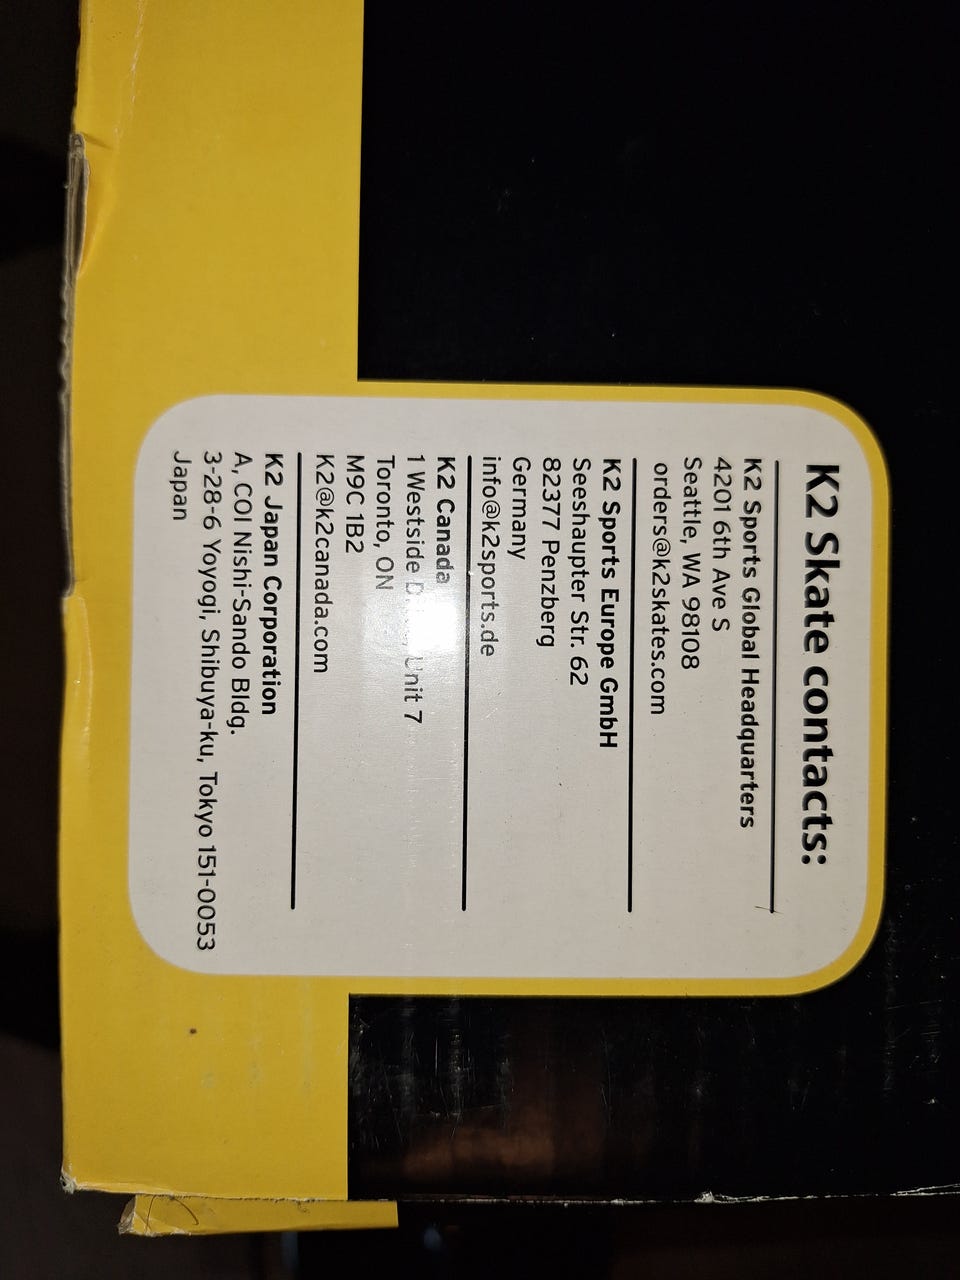 K2 Skate contacts:
K2 Sports Global Headquarters
4201 6th Ave S
Seattle, WA 98108
orders@k2skates.com
K2 Sports Europe GmbH
Seeshaupter Str. 62
82377 Penzberg
Germany
info@k2sports.de
K2 Canada
1 Westside Unit 7
Toronto, ON
M9C 1B2
K2@k2canada.com
K2 Japan Corporation
A, COI Nishi-Sando Bldg.
3-28-6 Yoyogi, Shibuya-ku, Tokyo 151-0053
Japan